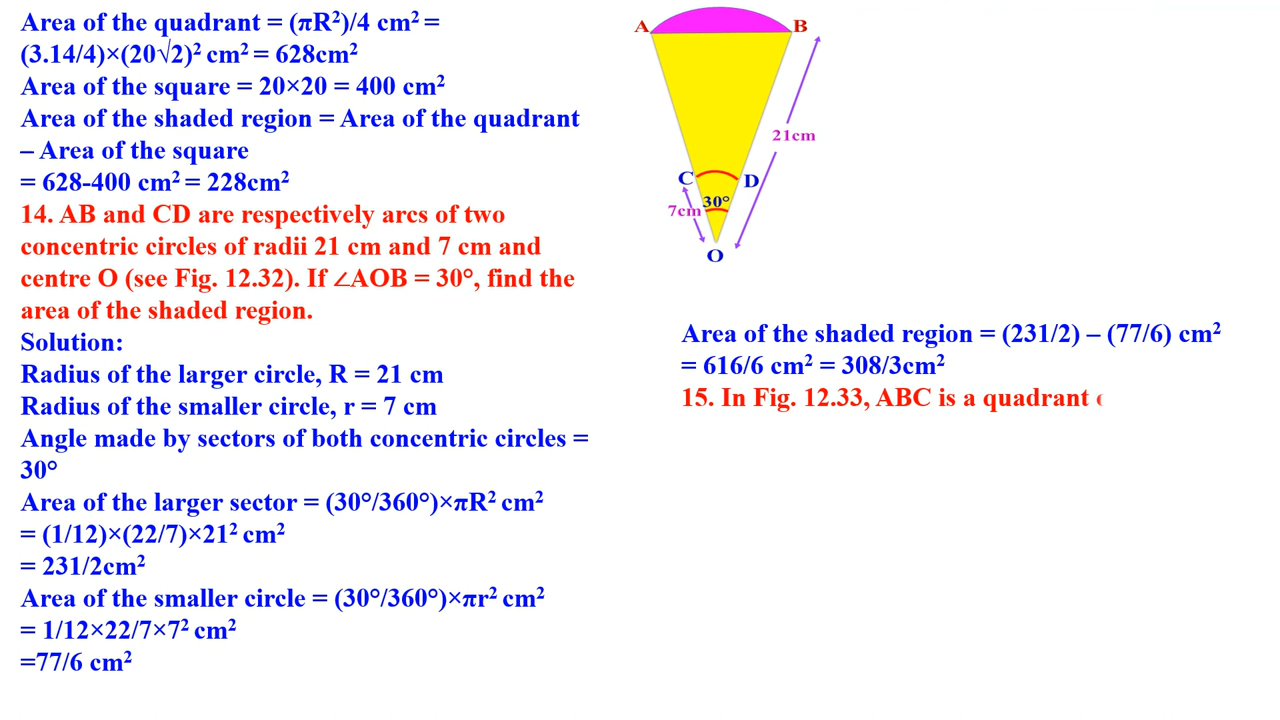 Area of the quadrant = (πR²)/4 cm² =
(3.14/4)×(20√2)² cm² = 628cm²
Area of the square = 20×20 = 400 cm²
Area of the shaded region = Area of the quadrant
– Area of the square
= 628-400 cm² = 228cm²
14. AB and CD are respectively arcs of two
concentric circles of radii 21 cm and 7 cm and
centre O (see Fig. 12.32). If ∠AOB = 30°, find the
area of the shaded region.
Solution:
Radius of the larger circle, R = 21 cm
Radius of the smaller circle, r = 7 cm
Angle made by sectors of both concentric circles =
30°
Area of the larger sector = (30°/360°)×πR² cm²
= (1/12)×(22/7)×21² cm²
= 231/2cm²
Area of the smaller circle = (30°/360°)×πr² cm²
= 1/12×22/7×7² cm²
=77/6 cm²
A B
21cm
C D
30°
7cm
O
Area of the shaded region = (231/2) – (77/6) cm²
= 616/6 cm² = 308/3cm²
15. In Fig. 12.33, ABC is a quadrant